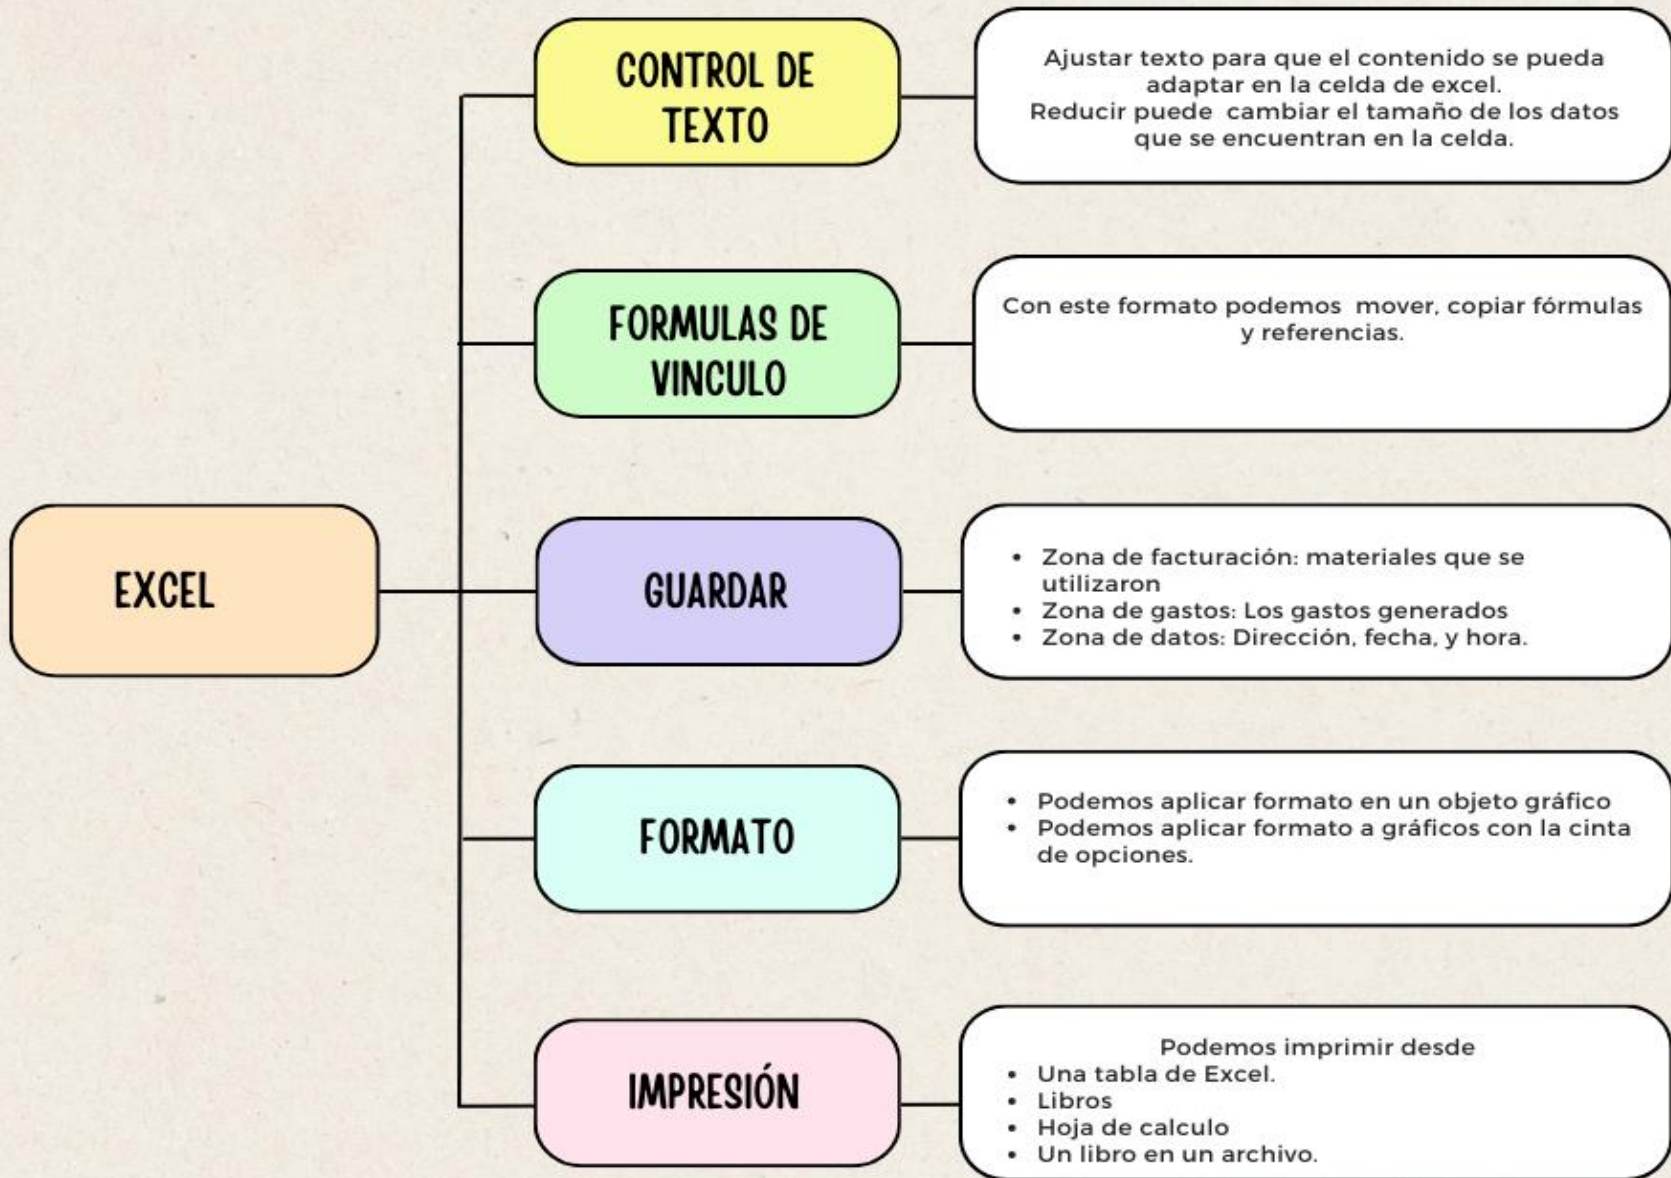 CONTROL DE
TEXTO
Ajustar texto para que el contenido se pueda
adaptar en la celda de excel.
Reducir puede cambiar el tamaño de los datos
que se encuentran en la celda.
FORMULAS DE
VINCULO
Con este formato podemos mover, copiar fórmulas
y referencias.
EXCEL
GUARDAR
• Zona de facturación: materiales que se
utilizaron
• Zona de gastos: Los gastos generados
• Zona de datos: Dirección, fecha, y hora.
FORMATO
• Podemos aplicar formato en un objeto gráfico
• Podemos aplicar formato a gráficos con la cinta
de opciones.
IMPRESIÓN
Podemos imprimir desde
• Una tabla de Excel.
• Libros
• Hoja de calculo
• Un libro en un archivo.